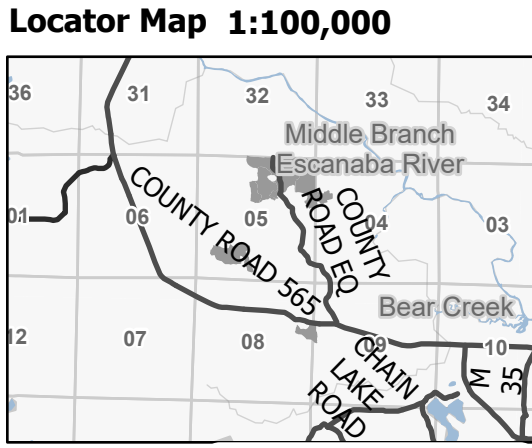 Locator Map 1:100,000
36
31
32
33
34
Middle Branch
Escanaba River
01
06
05
04
03
COUNTY ROAD 565
COUNTY
ROAD EQ
Bear Creek
12
07
08
09
10
CHAIN
LAKE
ROAD
M
35